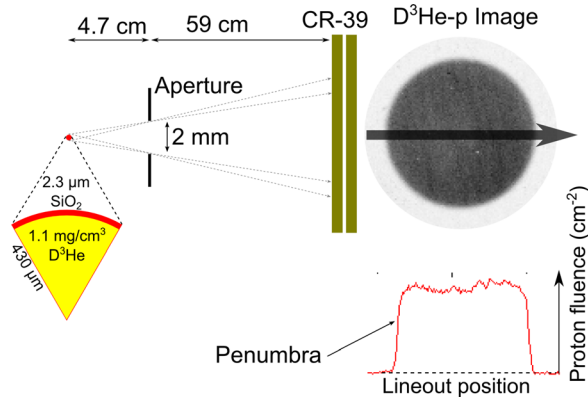 4.7 cm
59 cm
CR-39
D³He-p Image
Aperture
2 mm
2.3 µm
SiO₂
1.1 mg/cm³
D³He
430 µm
Penumbra
Lineout position
Proton fluence (cm⁻²)